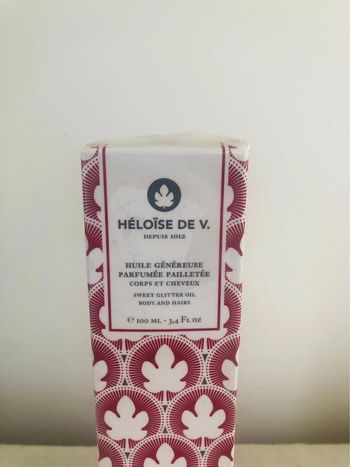 HÉLOÏSE DE V.
DEPUIS 1012
HUILE GÉNÉREUSE
PARFUMÉE PAILLETÉE
CORPS ET CHEVEUX
SWEET GLITTER OIL
BODY AND HAIRS
℮ 100 ML - 3,4 FL OZ